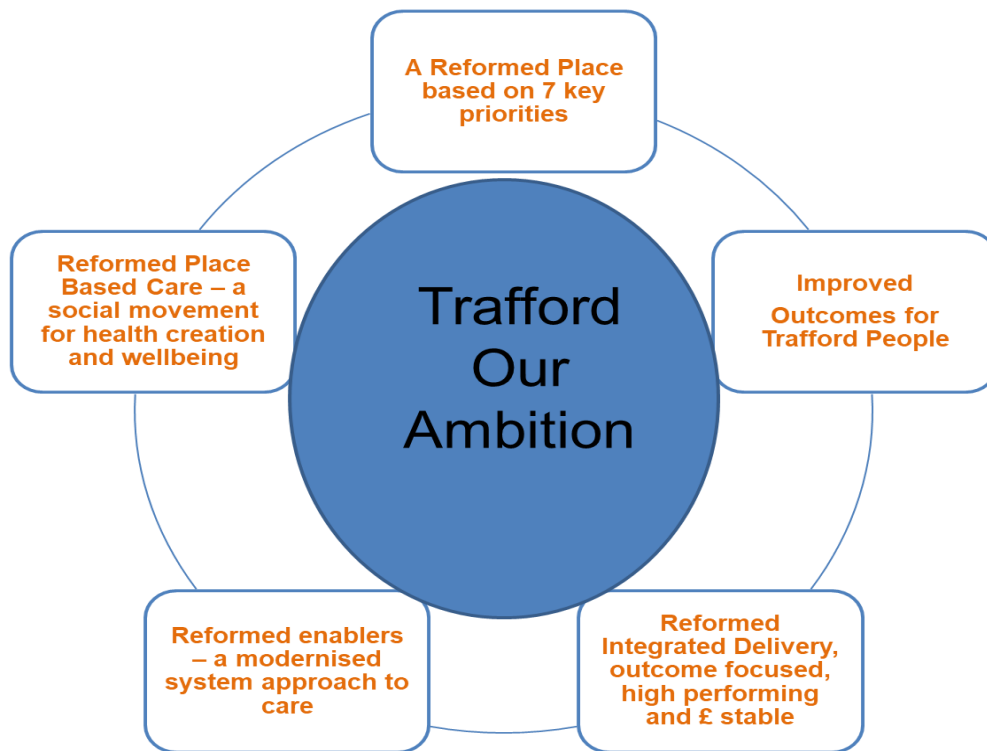 A Reformed Place
based on 7 key
priorities
Reformed Place
Based Care – a
social movement
for health creation
and wellbeing
Improved
Outcomes for
Trafford People
Trafford
Our
Ambition
Reformed enablers
– a modernised
system approach to
care
Reformed
Integrated Delivery,
outcome focused,
high performing
and £ stable